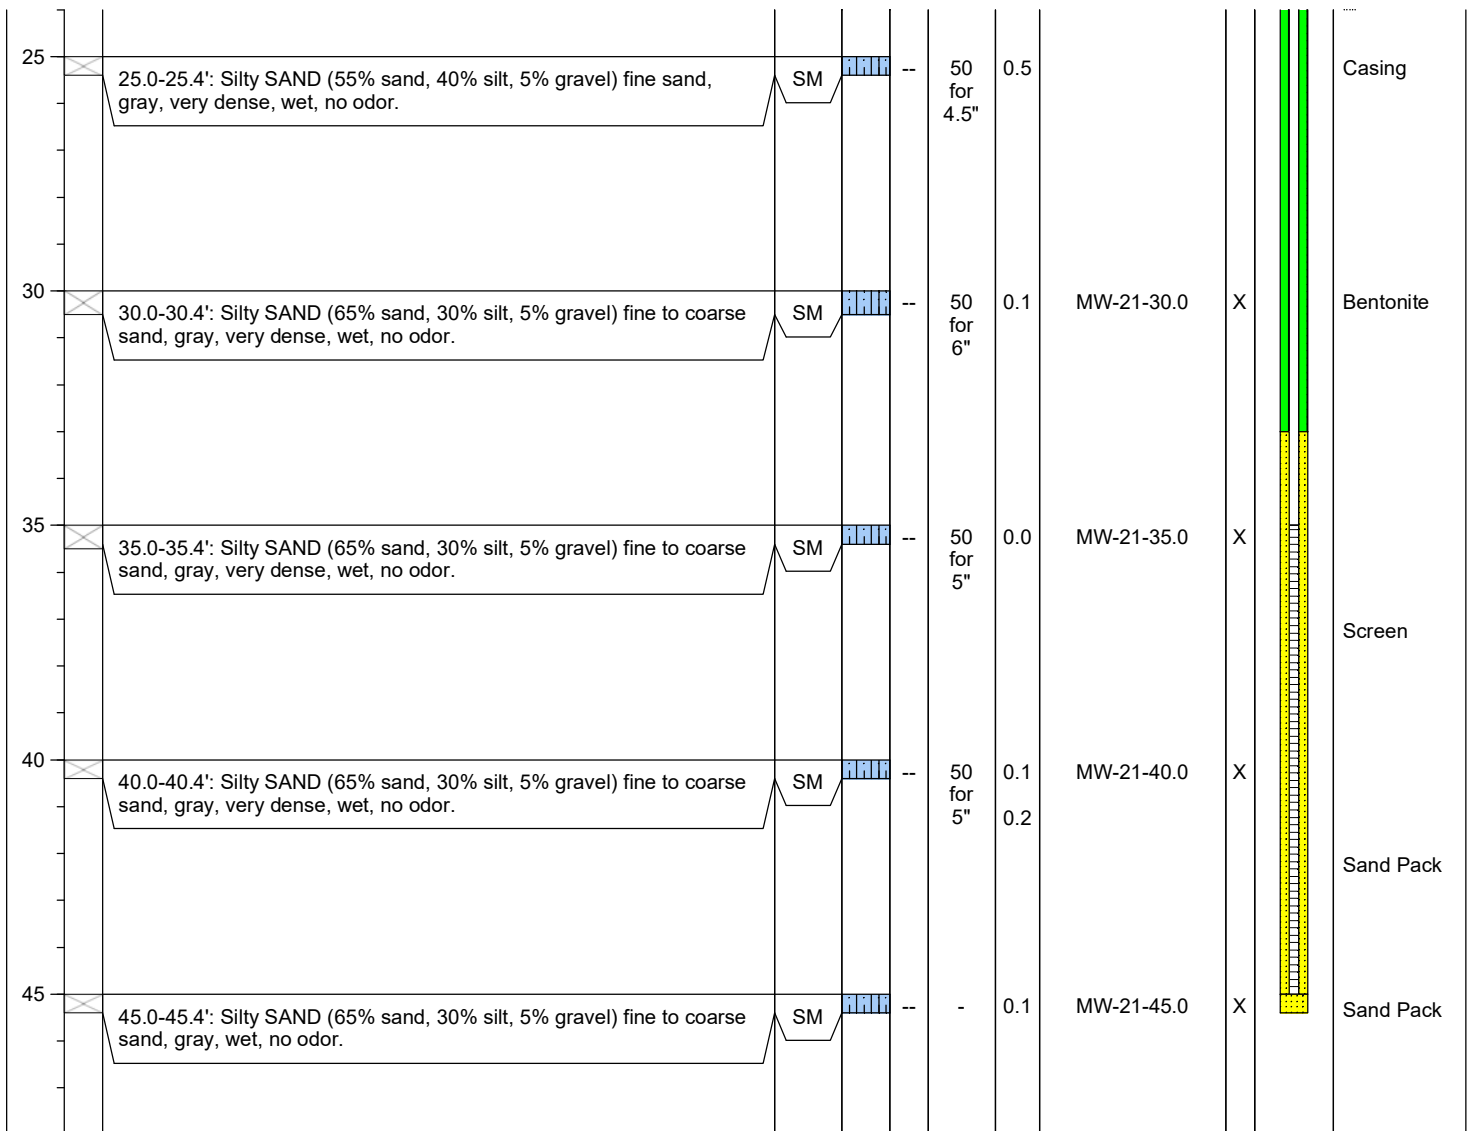 25
25.0-25.4': Silty SAND (55% sand, 40% silt, 5% gravel) fine sand,
gray, very dense, wet, no odor.
SM
--
50
for
4.5"
0.5
Casing
30
30.0-30.4': Silty SAND (65% sand, 30% silt, 5% gravel) fine to coarse
sand, gray, very dense, wet, no odor.
SM
--
50
for
6"
0.1
MW-21-30.0
X
Bentonite
35
35.0-35.4': Silty SAND (65% sand, 30% silt, 5% gravel) fine to coarse
sand, gray, very dense, wet, no odor.
SM
--
50
for
5"
0.0
MW-21-35.0
X
Screen
40
40.0-40.4': Silty SAND (65% sand, 30% silt, 5% gravel) fine to coarse
sand, gray, very dense, wet, no odor.
SM
--
50
for
5"
0.1
0.2
MW-21-40.0
X
Sand Pack
45
45.0-45.4': Silty SAND (65% sand, 30% silt, 5% gravel) fine to coarse
sand, gray, wet, no odor.
SM
--
-
0.1
MW-21-45.0
X
Sand Pack